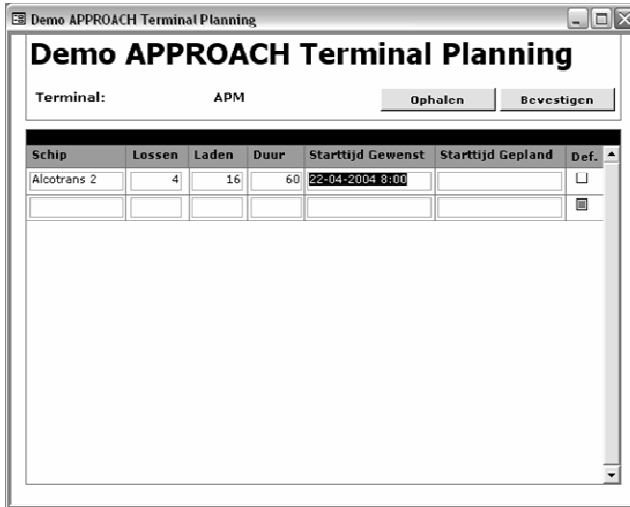 Demo APPROACH Terminal Planning
Demo APPROACH Terminal Planning
Terminal: APM Ophalen Bevestigen
Schip Lossen Laden Duur Starttijd Gewenst Starttijd Gepland Def.
Alcotrans 2 4 16 60 22-04-2004 8:00